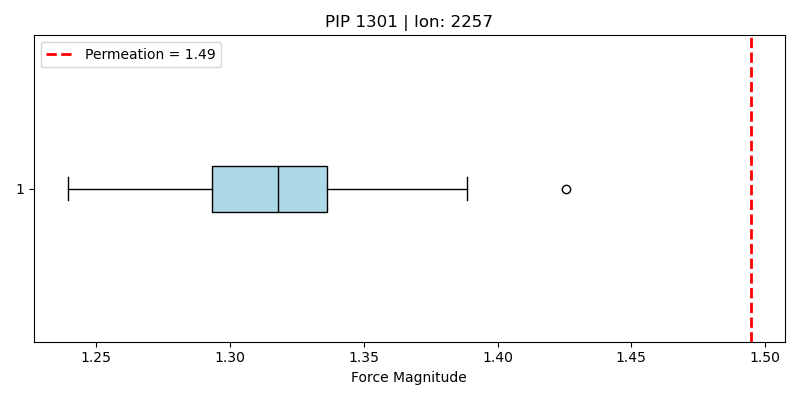 PIP 1301 | Ion: 2257
Permeation = 1.49
1
1.25 1.30 1.35 1.40 1.45 1.50
Force Magnitude